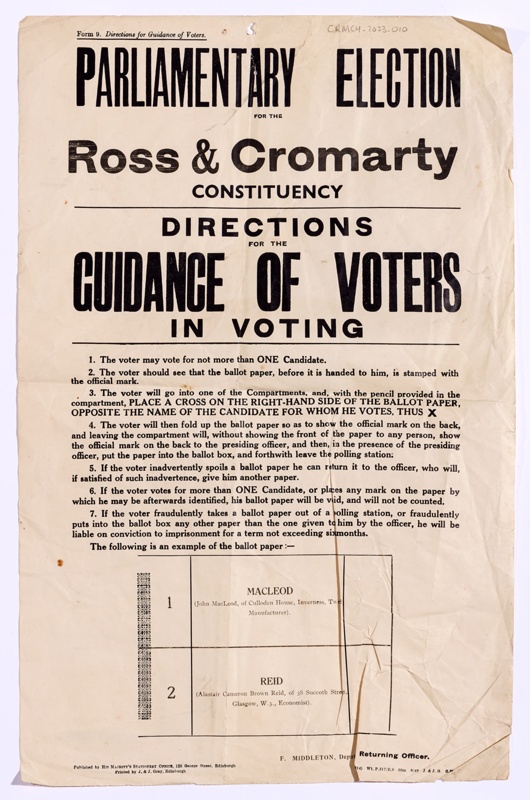 Form 9. Directions for Guidance of Voters.
CRMCH-2023.010
PARLIAMENTARY ELECTION
FOR THE
Ross & Cromarty
CONSTITUENCY
DIRECTIONS
FOR THE
GUIDANCE OF VOTERS
IN VOTING
1. The voter may vote for not more than ONE Candidate.
2. The voter should see that the ballot paper, before it is handed to him, is stamped with
the official mark.
3. The voter will go into one of the Compartments, and, with the pencil provided in the
compartment, PLACE A CROSS ON THE RIGHT-HAND SIDE OF THE BALLOT PAPER,
OPPOSITE THE NAME OF THE CANDIDATE FOR WHOM HE VOTES, THUS X
4. The voter will then fold up the ballot paper so as to show the official mark on the back,
and leaving the compartment will, without showing the front of the paper to any person, show
the official mark on the back to the presiding officer, and then, in the presence of the presiding
officer, put the paper into the ballot box, and forthwith leave the polling station.
5. If the voter inadvertently spoils a ballot paper he can return it to the officer, who will,
if satisfied of such inadvertence, give him another paper.
6. If the voter votes for more than ONE Candidate, or places any mark on the paper by
which he may be afterwards identified, his ballot paper will be void, and will not be counted.
7. If the voter fraudulently takes a ballot paper out of a polling station, or fraudulently
puts into the ballot box any other paper than the one given to him by the officer, he will be
liable on conviction to imprisonment for a term not exceeding six months.
The following is an example of the ballot paper :—
1
MACLEOD
(John MacLeod, of Culloden House, Inverness, Tw
Manufacturer).
2
REID
(Alastair Cameron Brown Reid, of 38 Succoth Street,
Glasgow, W.3., Economist).
F. MIDDLETON, Depu Returning Officer.
Published by HIS MAJESTY'S STATIONERY OFFICE, 120 George Street, Edinburgh
Printed by J. & J. Gray, Edinburgh